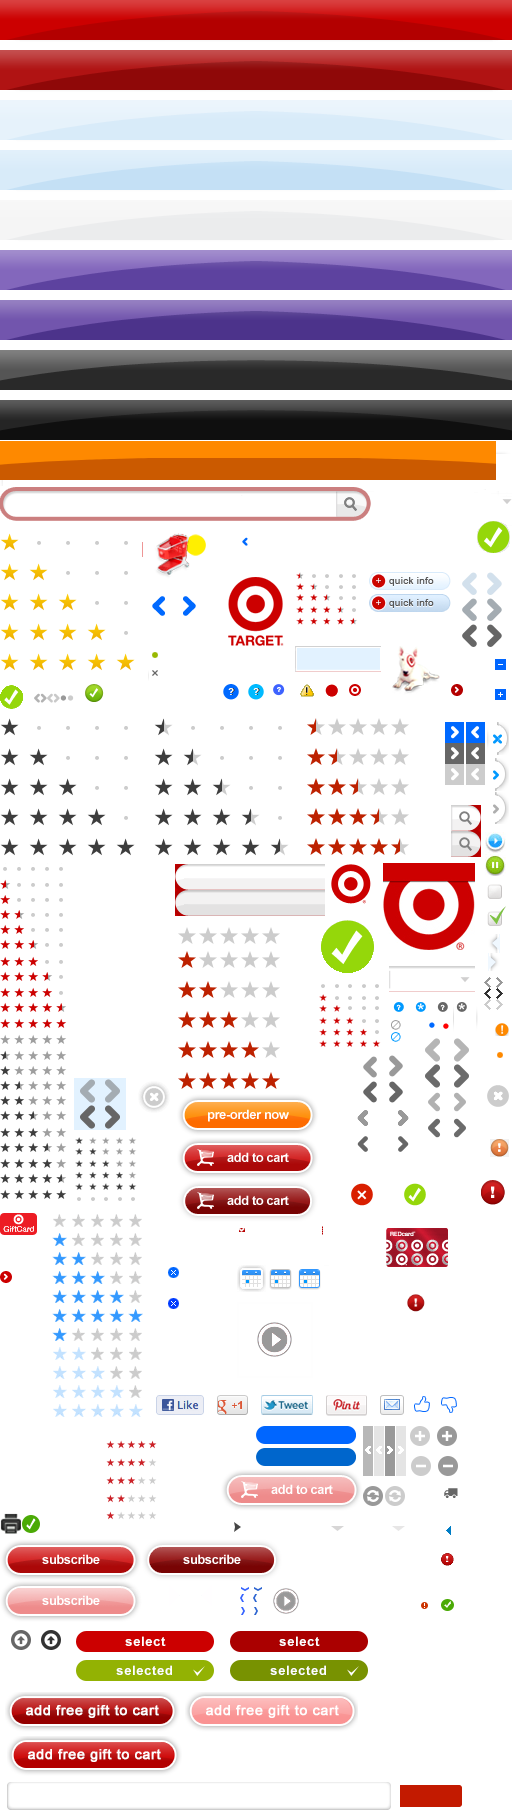 quick info
quick info
TARGET
pre-order now
add to cart
add to cart
GiftCard
REDcard
Like
+1
Tweet
Pin it
add to cart
subscribe
subscribe
subscribe
select
select
selected
selected
add free gift to cart
add free gift to cart
add free gift to cart